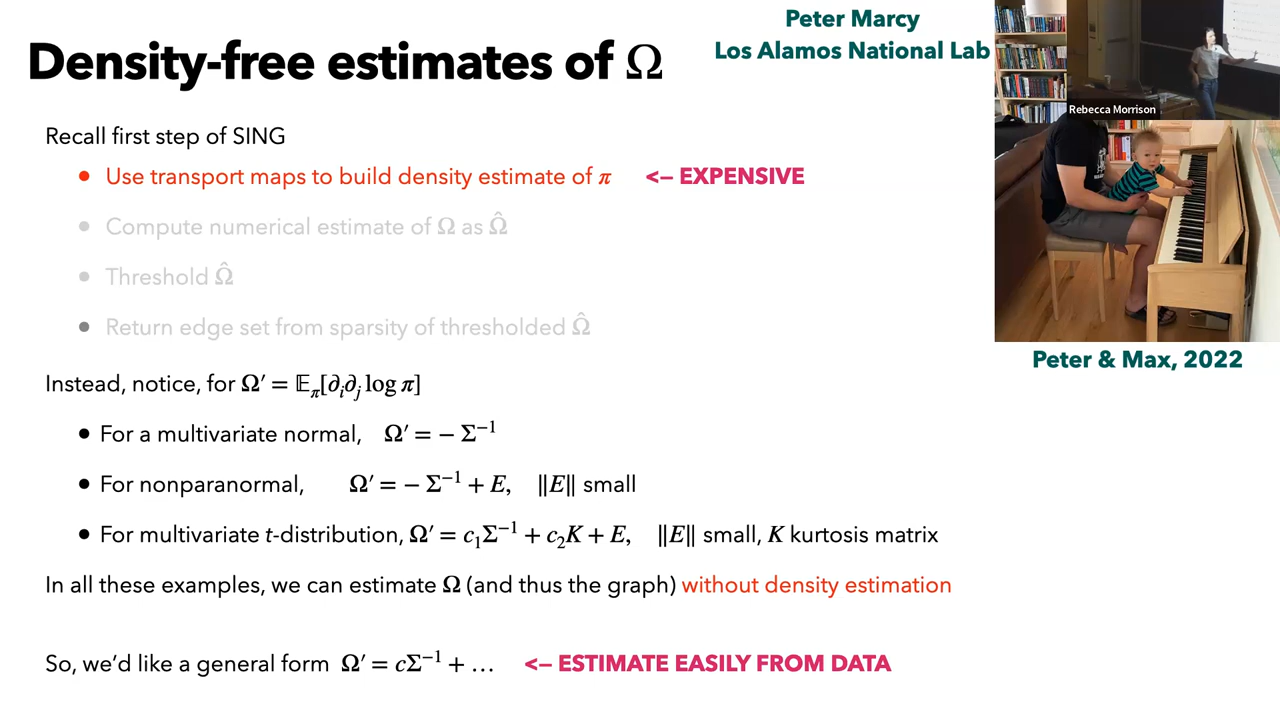 Density-free estimates of Ω
Peter Marcy
Los Alamos National Lab
Rebecca Morrison
Recall first step of SING
• Use transport maps to build density estimate of π <– EXPENSIVE
• Compute numerical estimate of Ω as Ω̂
• Threshold Ω̂
• Return edge set from sparsity of thresholded Ω̂
Peter & Max, 2022
Instead, notice, for Ω′ = 𝔼π[∂i∂j log π]
• For a multivariate normal, Ω′ = − Σ⁻¹
• For nonparanormal, Ω′ = − Σ⁻¹ + E, ‖E‖ small
• For multivariate t-distribution, Ω′ = c₁Σ⁻¹ + c₂K + E, ‖E‖ small, K kurtosis matrix
In all these examples, we can estimate Ω (and thus the graph) without density estimation
So, we’d like a general form Ω′ = cΣ⁻¹ + … <– ESTIMATE EASILY FROM DATA